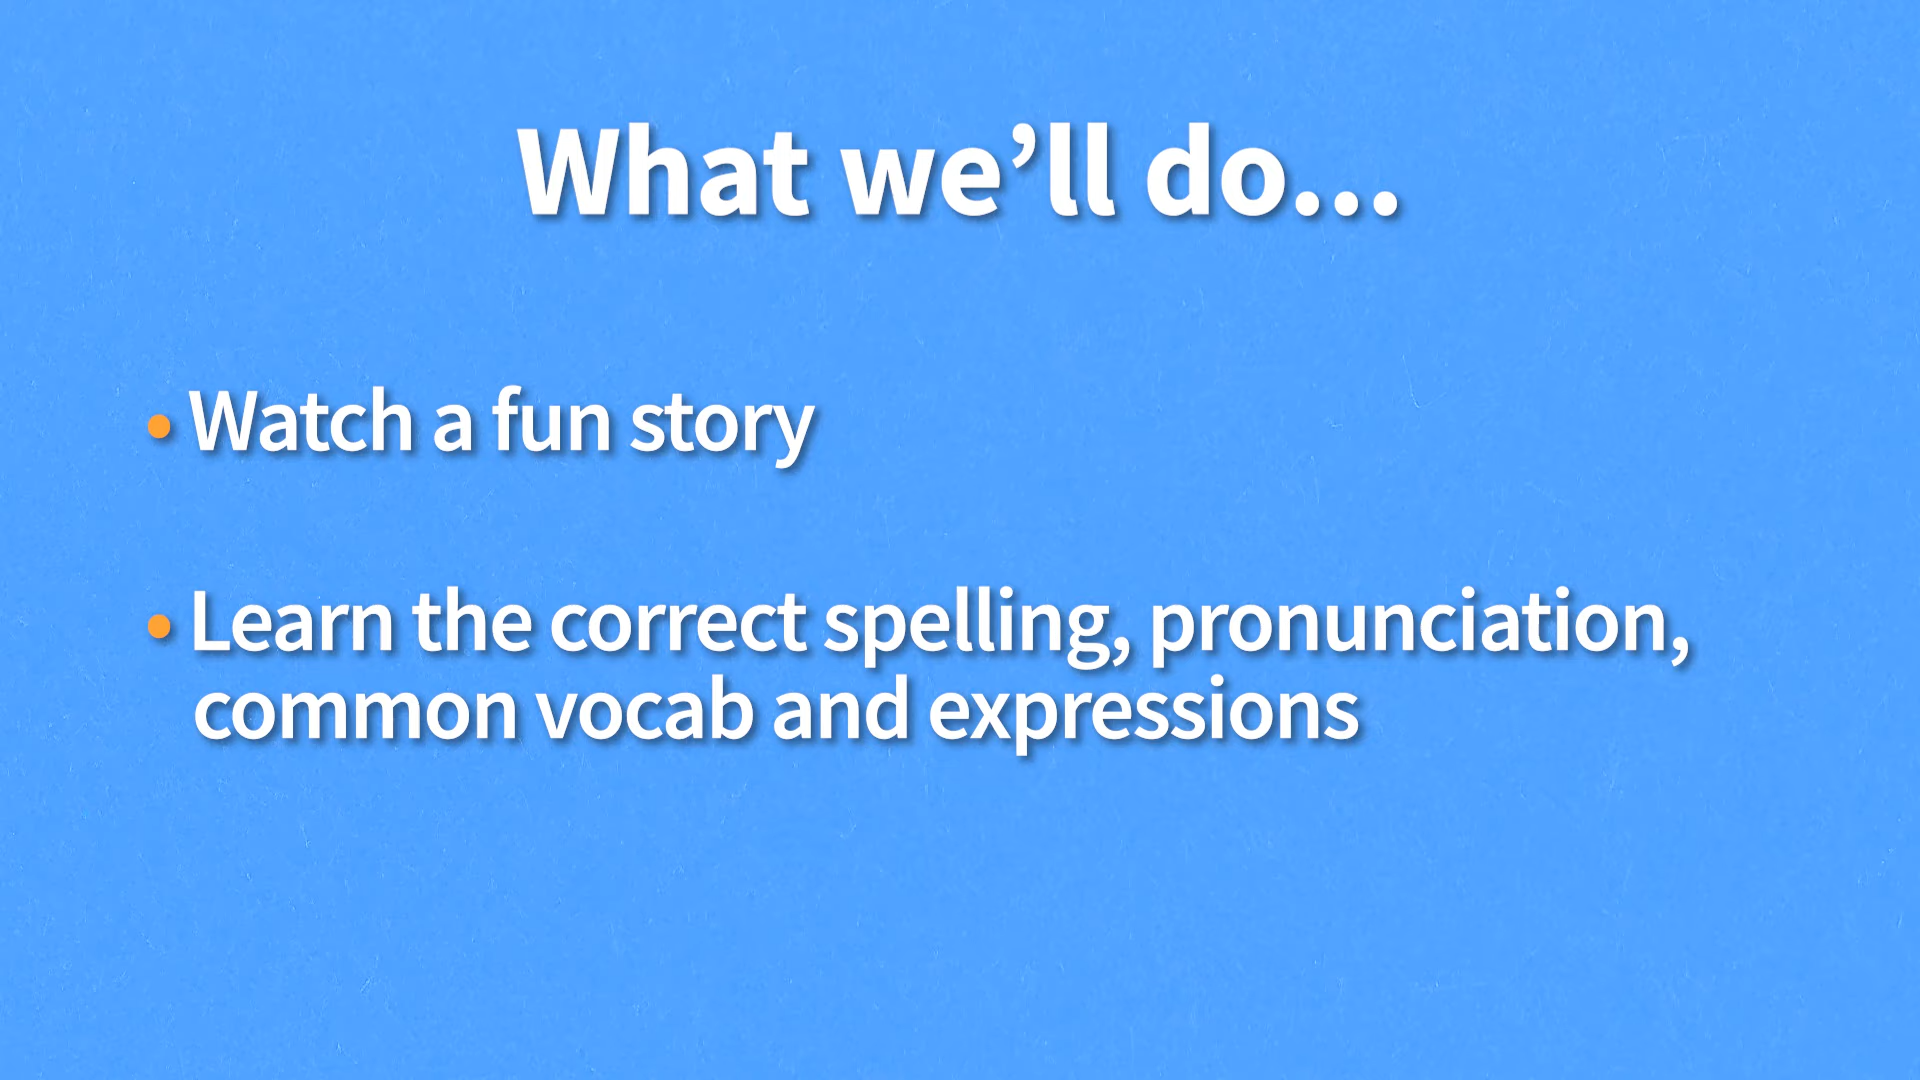 What we’ll do...
• Watch a fun story
• Learn the correct spelling, pronunciation,
common vocab and expressions